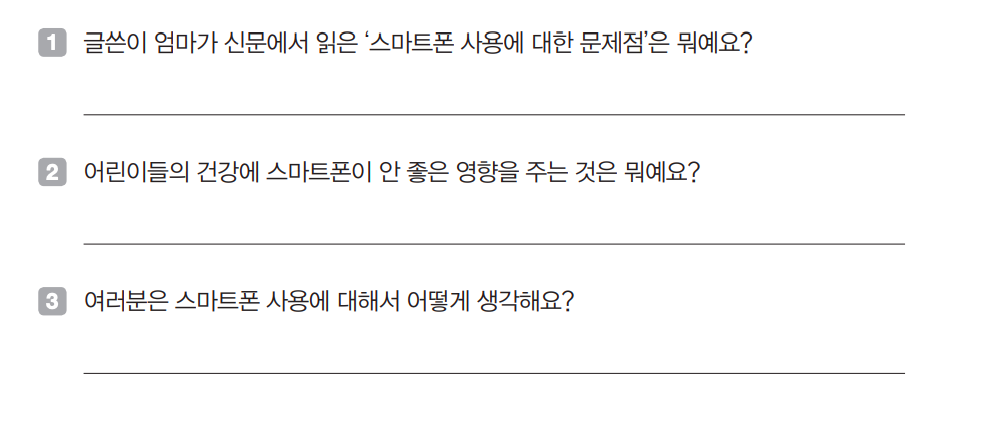 1 글쓴이 엄마가 신문에서 읽은 ‘스마트폰 사용에 대한 문제점’은 뭐예요?
2 어린이들의 건강에 스마트폰이 안 좋은 영향을 주는 것은 뭐예요?
3 여러분은 스마트폰 사용에 대해서 어떻게 생각해요?